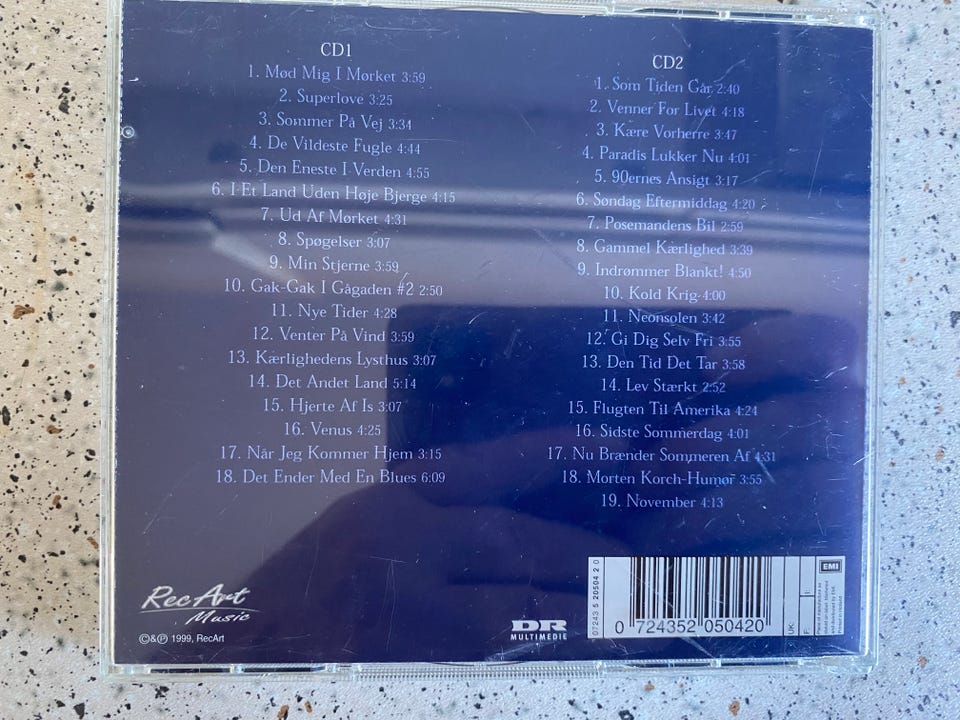 CD1
1. Mød Mig I Mørket 3:59
2. Superlove 3:25
3. Sommer På Vej 3:34
4. De Vildeste Fugle 4:44
5. Den Eneste I Verden 4:55
6. I Et Land Uden Høje Bjerge 4:15
7. Ud Af Mørket 4:31
8. Spøgelser 3:07
9. Min Stjerne 3:59
10. Gak-Gak I Gågaden #2 2:50
11. Nye Tider 4:28
12. Venter På Vind 3:59
13. Kærlighedens Lysthus 3:07
14. Det Andet Land 5:14
15. Hjerte Af Is 3:07
16. Venus 4:25
17. Når Jeg Kommer Hjem 3:15
18. Det Ender Med En Blues 6:09
CD2
1. Som Tiden Går 2:40
2. Venner For Livet 4:18
3. Kære Vorherre 3:47
4. Paradis Lukker Nu 4:01
5. 90ernes Ansigt 3:17
6. Søndag Eftermiddag 4:20
7. Posemandens Bil 2:59
8. Gammel Kærlighed 3:39
9. Indrømmer Blankt! 4:50
10. Kold Krig 4:00
11. Neonsolen 3:42
12. Gi Dig Selv Fri 3:55
13. Den Tid Det Tar 3:58
14. Lev Stærkt 2:52
15. Flugten Til Amerika 4:24
16. Sidste Sommerdag 4:01
17. Nu Brænder Sommeren Af 4:31
18. Morten Korch-Humør 3:55
19. November 4:13
RecArt
Music
©&℗ 1999, RecArt
DR
MULTIMEDIE
07243 5 20504 2 0
0 724352 050420
UK:
F:
I:
EMI